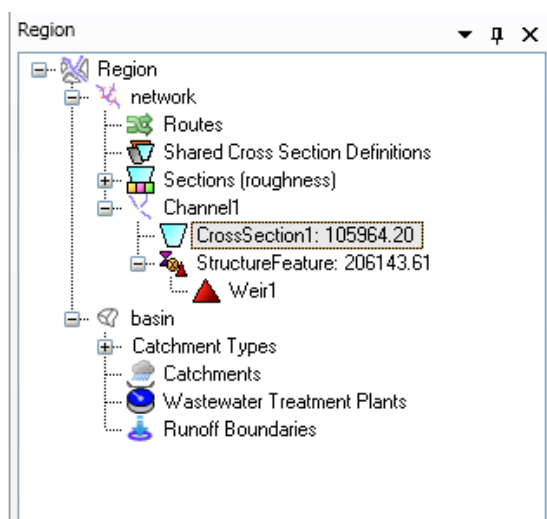 Region
Region
network
Routes
Shared Cross Section Definitions
Sections (roughness)
Channel1
CrossSection1: 105964.20
StructureFeature: 206143.61
Weir1
basin
Catchment Types
Catchments
Wastewater Treatment Plants
Runoff Boundaries